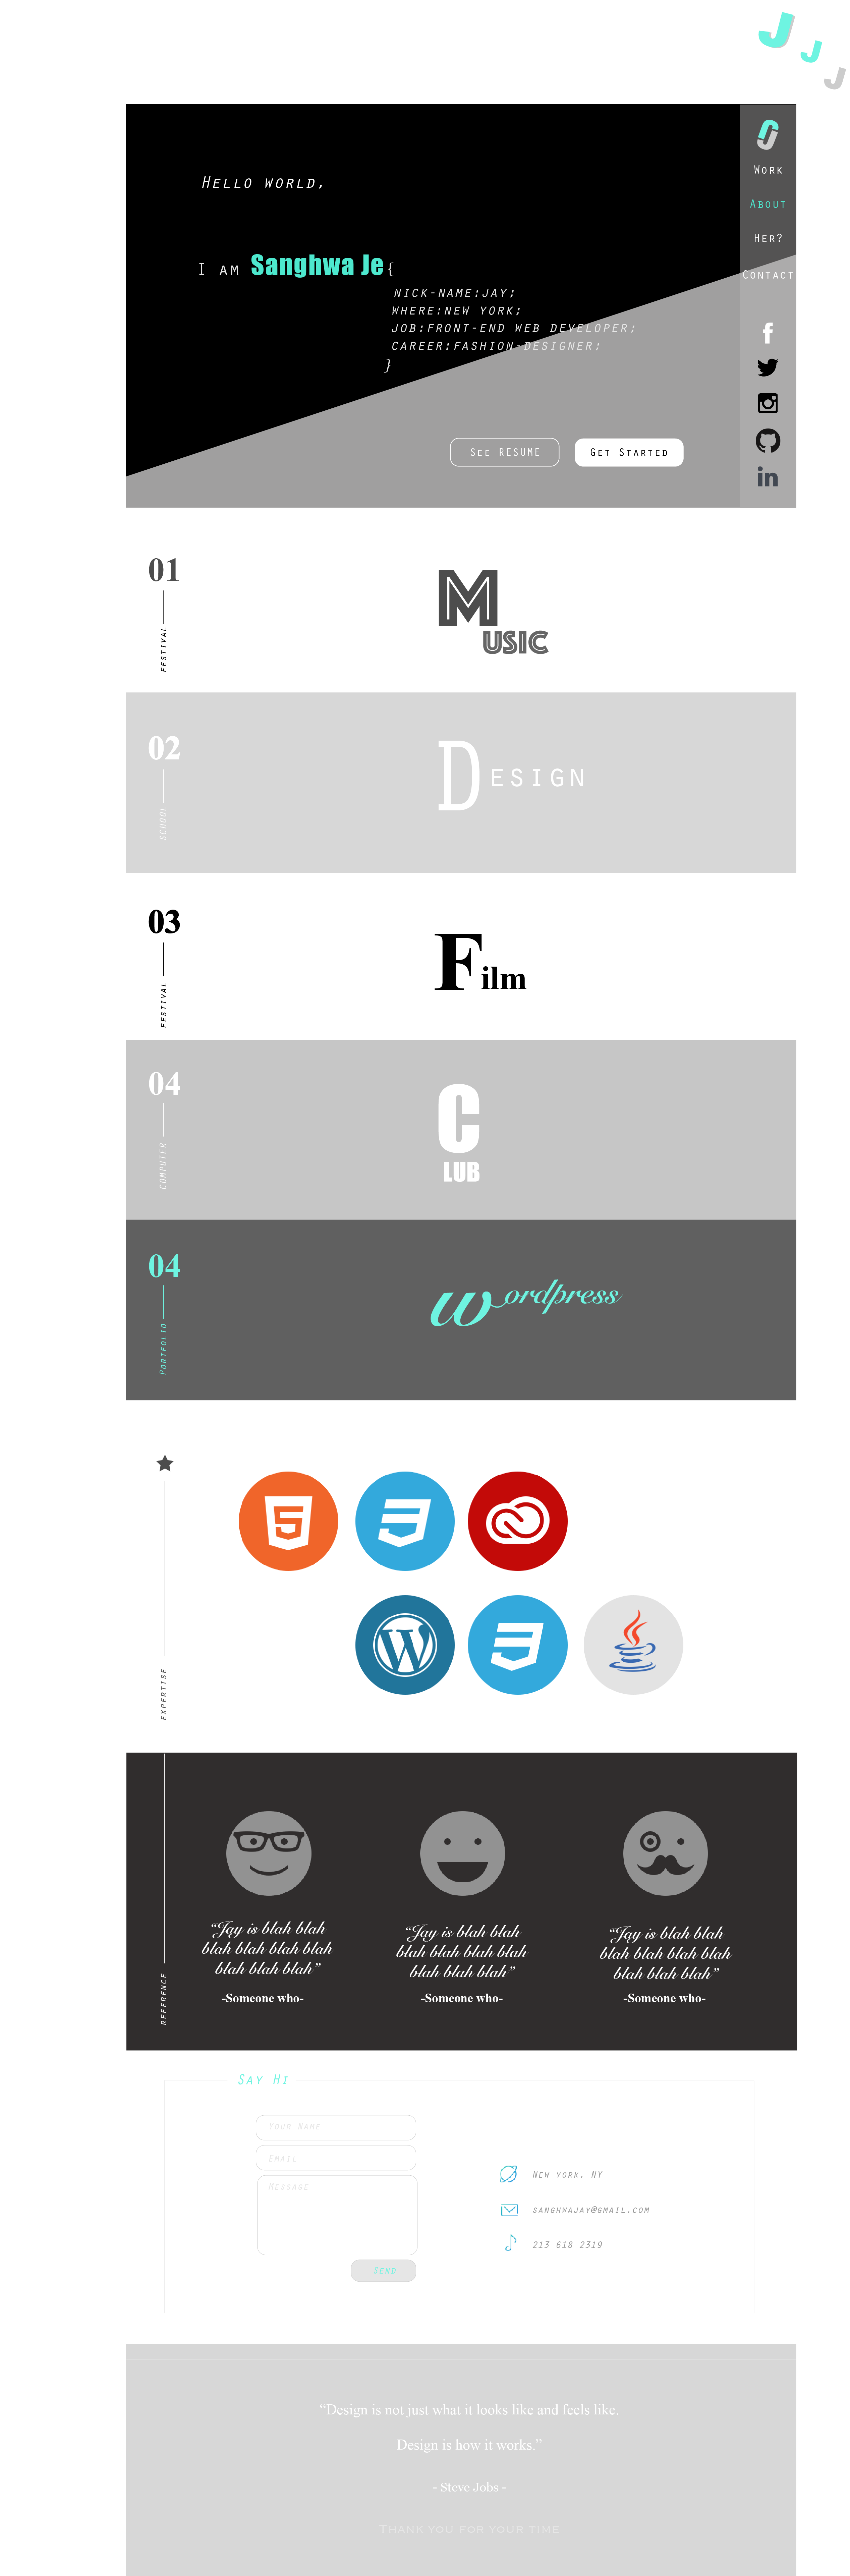 J
J
J
Work
About
Her?
Contact
Hello world,
I am Sanghwa Je{
nick-name:Jay;
where:New York;
job:Front-end web developer;
career:Fashion-designer;
}
See RESUME
Get Started
01
festival
Music
02
school
Design
03
festival
Film
04
computer
CLUB
04
Portfolio
wordpress
expertise
reference
“Jay is blah blah
blah blah blah blah
blah blah blah”
-Someone who-
“Jay is blah blah
blah blah blah blah
blah blah blah”
-Someone who-
“Jay is blah blah
blah blah blah blah
blah blah blah”
-Someone who-
Say Hi
Your Name
Email
Message
Send
New york. NY
sanghwajay@gmail.com
213 618 2319
“Design is not just what it looks like and feels like.
Design is how it works.”
- Steve Jobs -
Thank you for your time